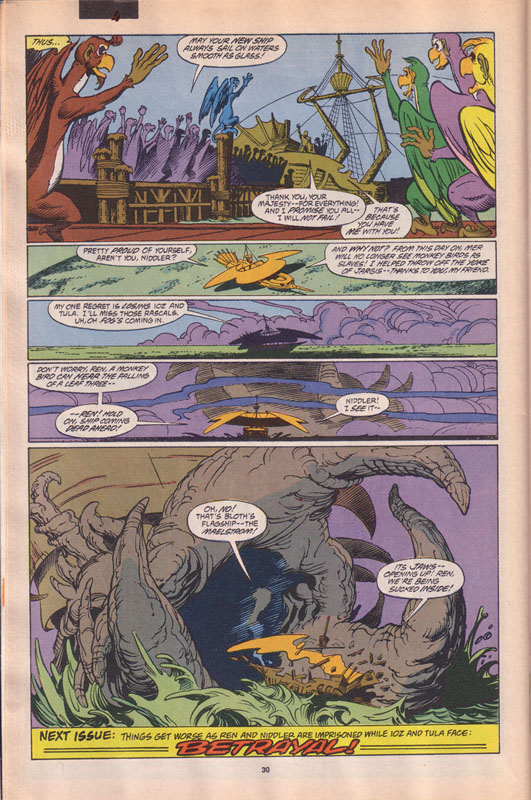 THUS...
MAY YOUR NEW SHIP
ALWAYS SAIL ON WATERS
SMOOTH AS GLASS!
THANK YOU, YOUR
MAJESTY--FOR EVERYTHING!
AND I PROMISE YOU ALL--
I WILL NOT FAIL!
THAT'S
BECAUSE
YOU HAVE
ME WITH YOU!
PRETTY PROUD OF YOURSELF,
AREN'T YOU, NIDDLER?
AND WHY NOT? FROM THIS DAY ON, MER
WILL NO LONGER SEE MONKEY BIRDS AS
SLAVES! I HELPED THROW OFF THE YOKE
OF JARGIS--THANKS TO YOU, MY FRIEND.
MY ONE REGRET IS LOSING IOZ AND
TULA. I'LL MISS THOSE RASCALS.
UH, OH FOG'S COMING IN.
DON'T WORRY, REN, A MONKEY
BIRD CAN HEAR THE FALLING
OF A LEAF THREE--
--REN! HOLD
ON, SHIP COMING
DEAD AHEAD!
NIDDLER!
I SEE IT--
OH, NO!
THAT'S BLOTH'S
FLAGSHIP--THE
MAELSTROM!
ITS JAWS--
OPENING UP! REN,
WE'RE BEING
SUCKED INSIDE!
NEXT ISSUE: THINGS GET WORSE AS REN AND NIDDLER ARE IMPRISONED WHILE IOZ AND TULA FACE:
BETRAYAL!
30